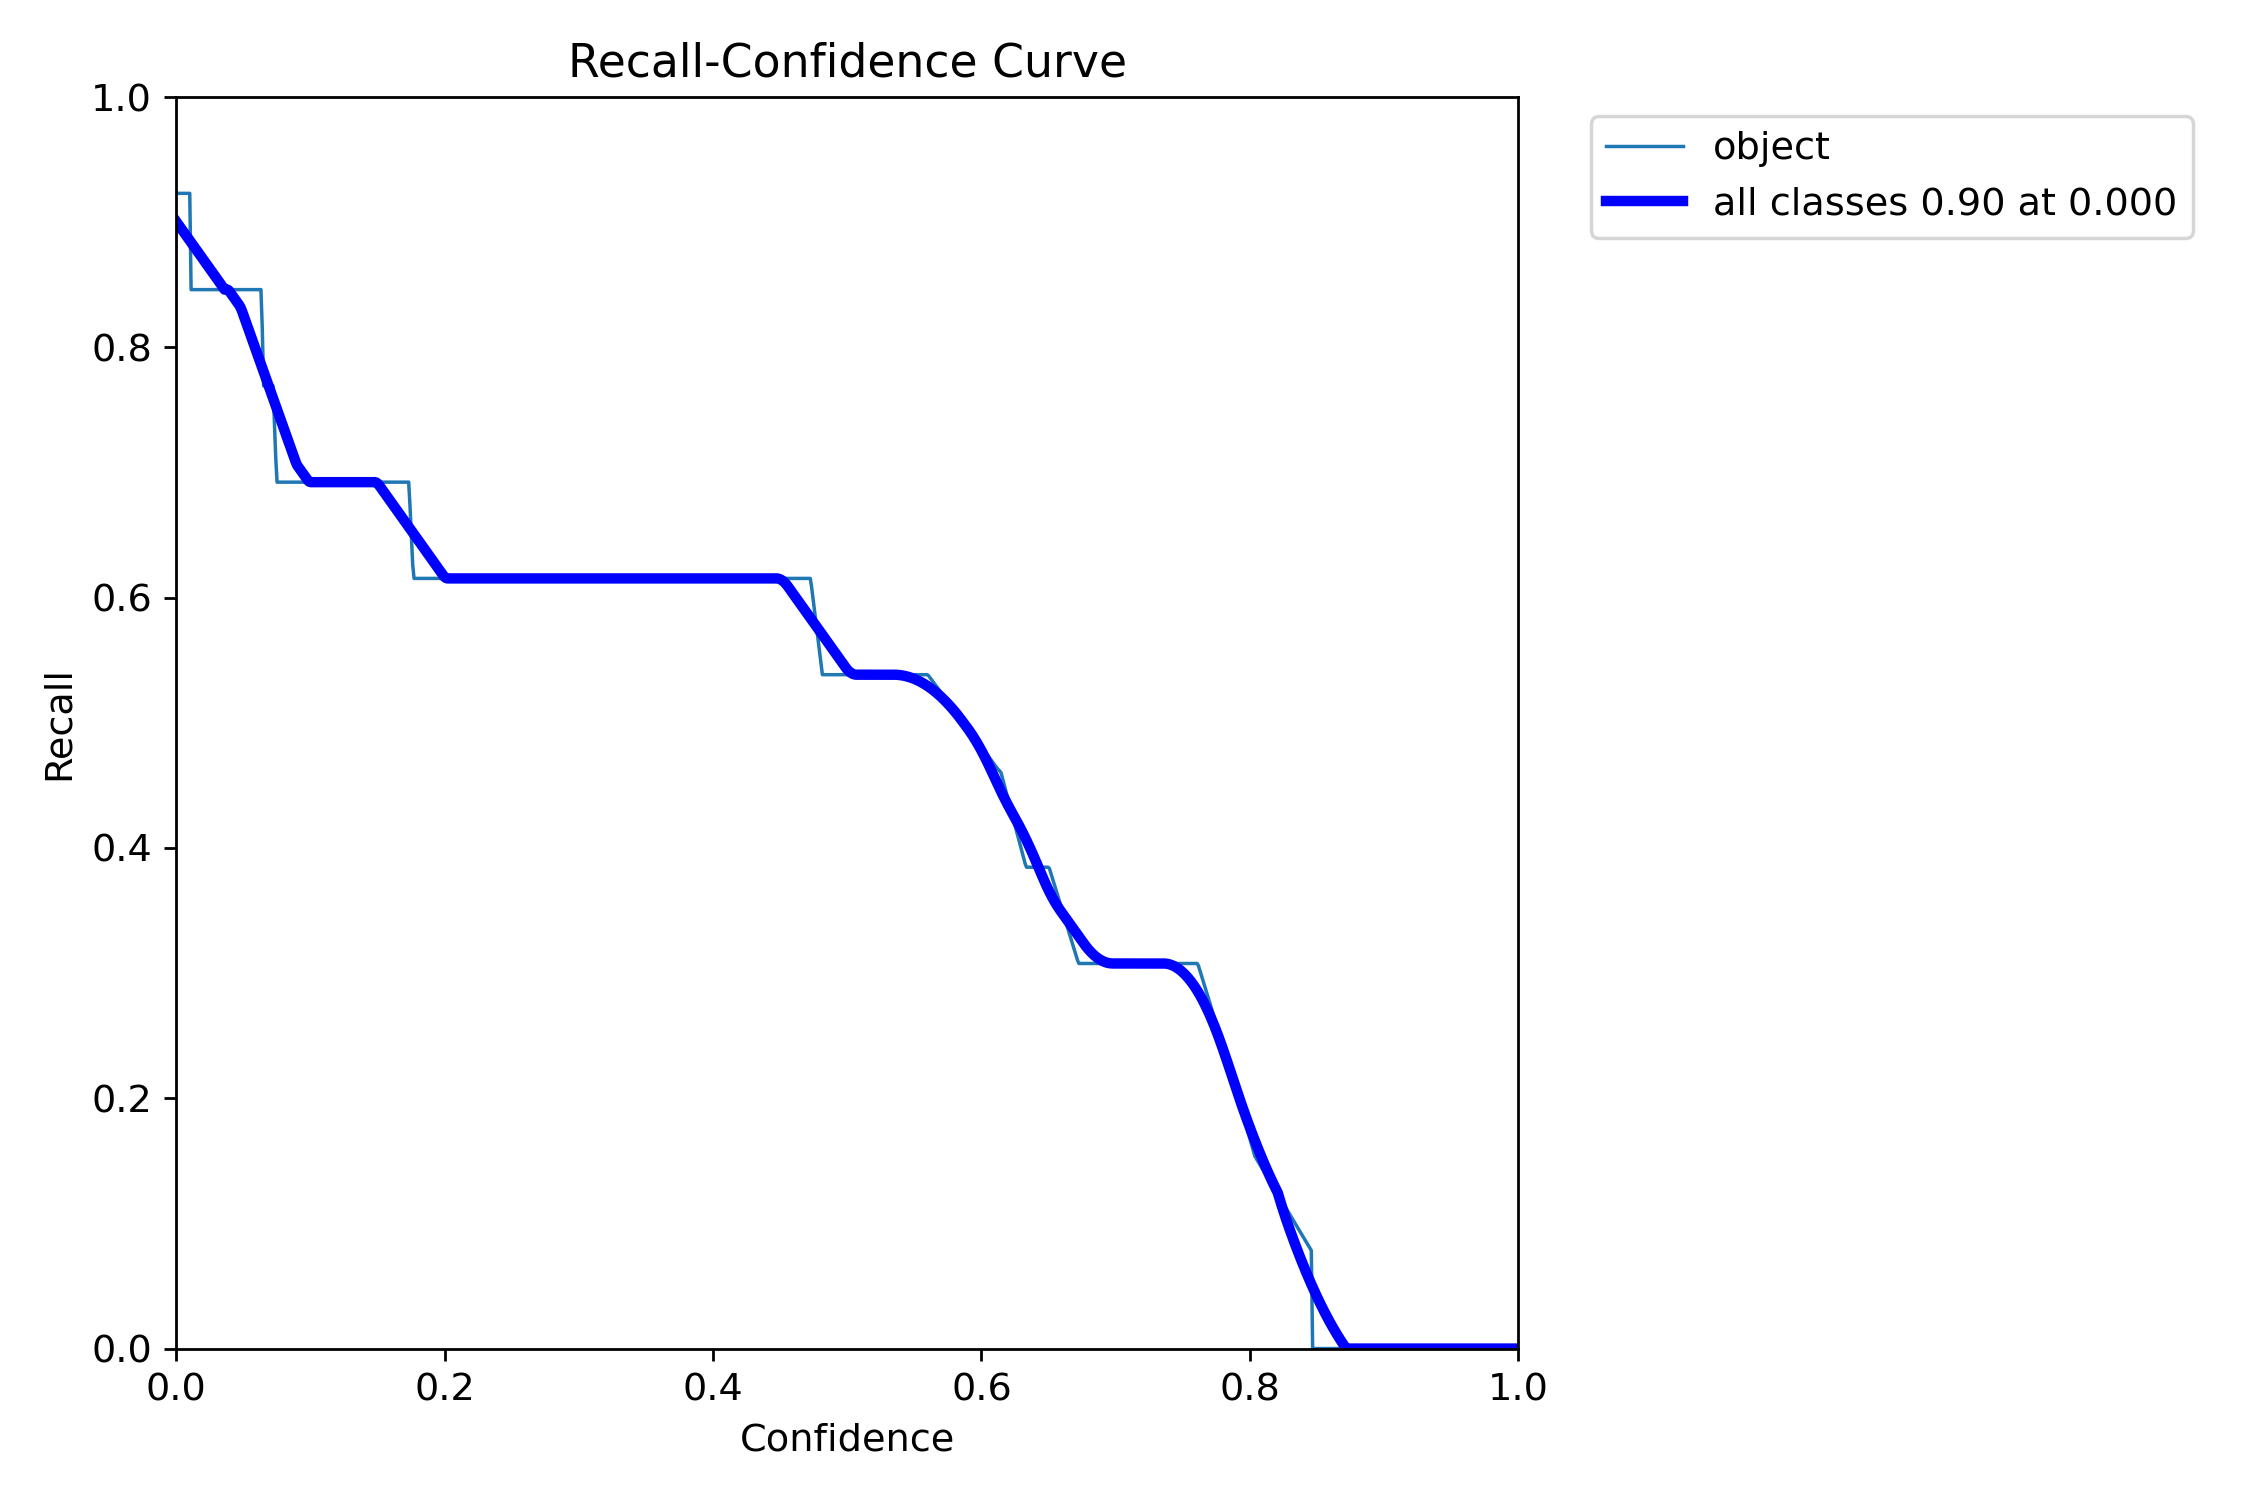 Recall-Confidence Curve
object
all classes 0.90 at 0.000
1.0
0.8
0.6
0.4
0.2
0.0
Recall
0.0 0.2 0.4 0.6 0.8 1.0
Confidence